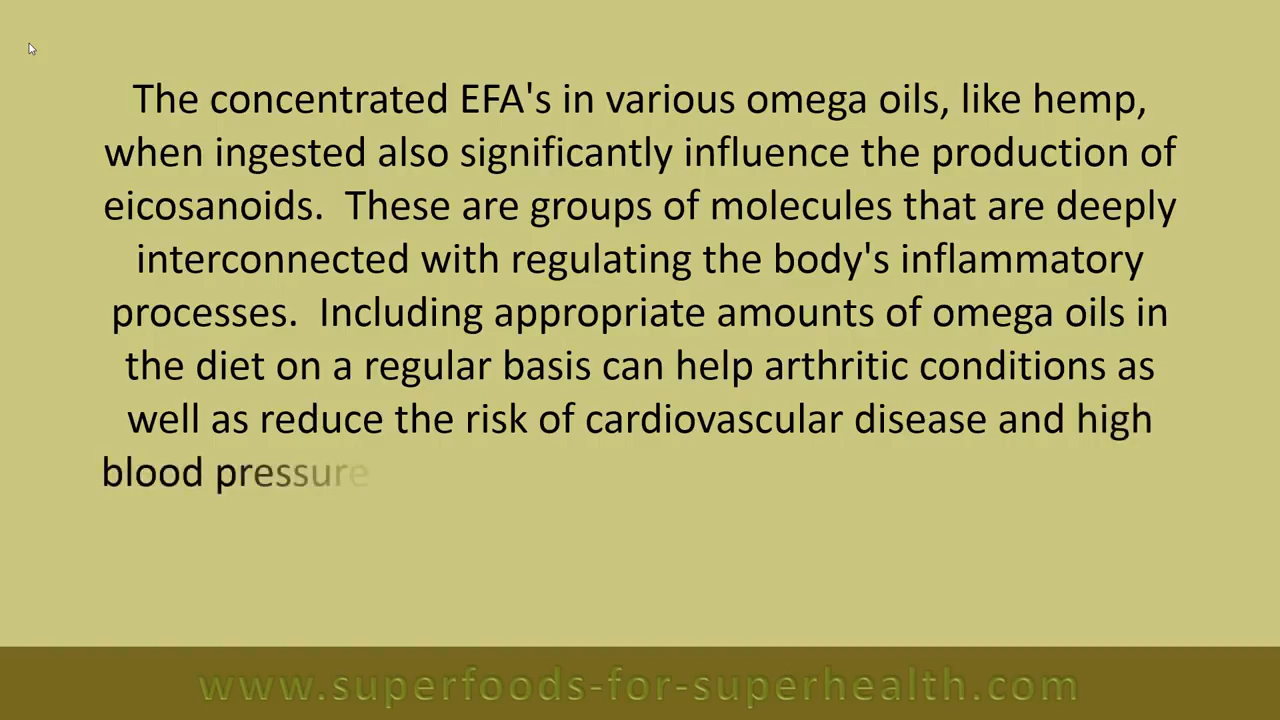 The concentrated EFA's in various omega oils, like hemp,
when ingested also significantly influence the production of
eicosanoids.  These are groups of molecules that are deeply
interconnected with regulating the body's inflammatory
processes.  Including appropriate amounts of omega oils in
the diet on a regular basis can help arthritic conditions as
well as reduce the risk of cardiovascular disease and high
blood pressure
www.superfoods-for-superhealth.com